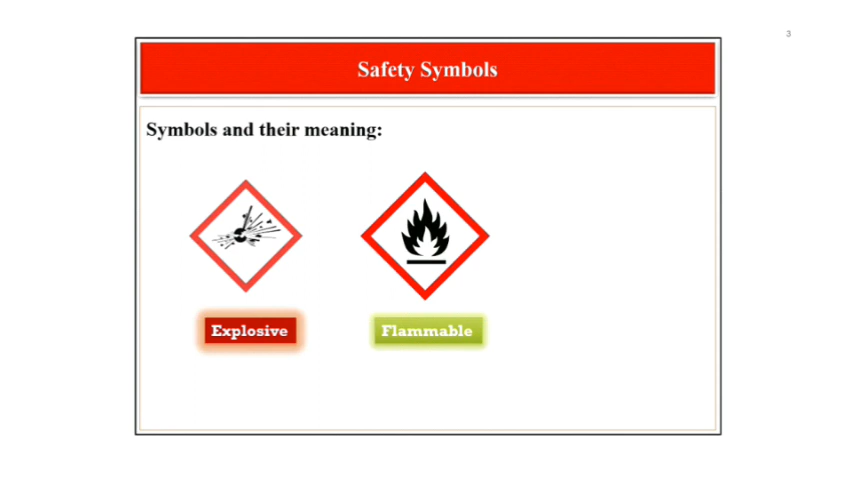 3
Safety Symbols
Symbols and their meaning:
Explosive
Flammable